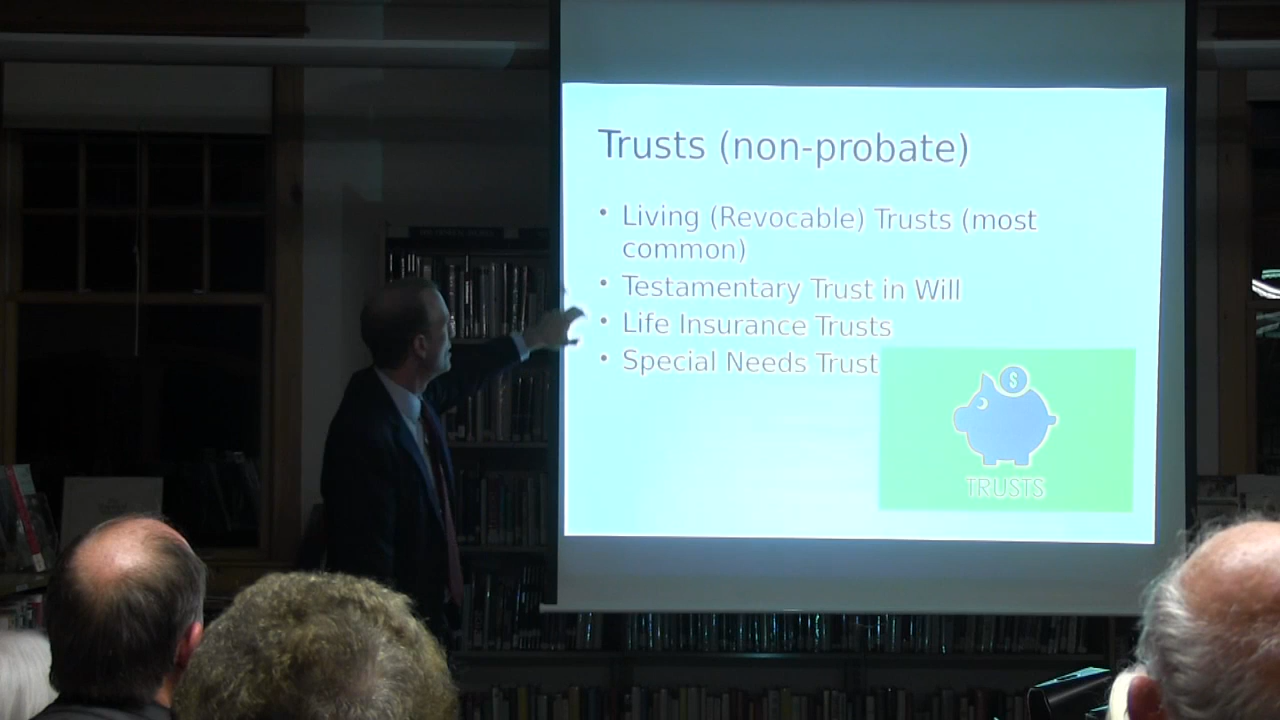 Trusts (non-probate)
• Living (Revocable) Trusts (most
common)
• Testamentary Trust in Will
• Life Insurance Trusts
• Special Needs Trust
$
TRUSTS